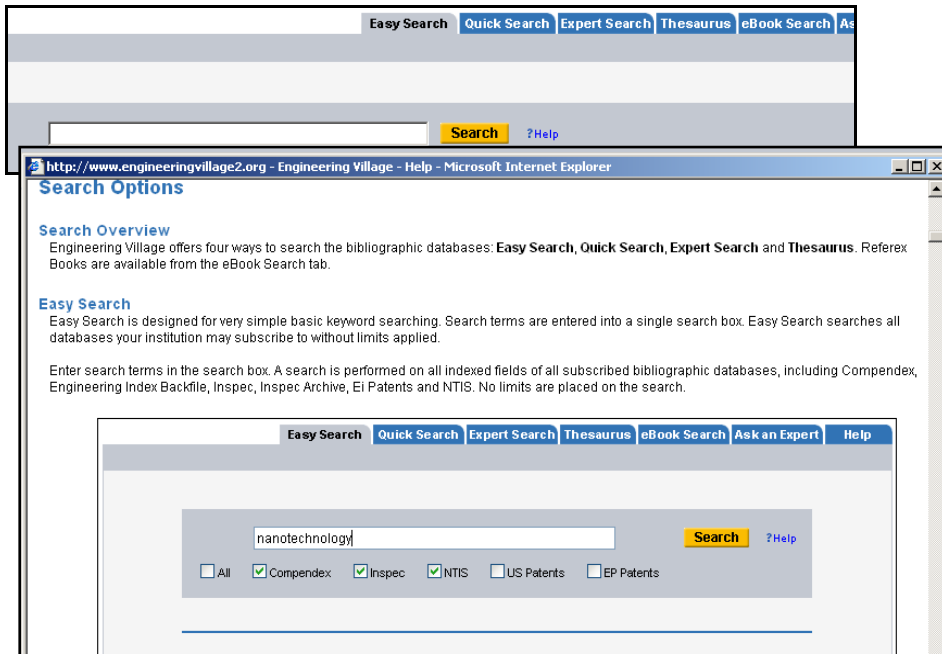 Easy Search Quick Search Expert Search Thesaurus eBook Search As
Search ?Help
http://www.engineeringvillage2.org - Engineering Village - Help - Microsoft Internet Explorer
Search Options
Search Overview
Engineering Village offers four ways to search the bibliographic databases: Easy Search, Quick Search, Expert Search and Thesaurus. Referex
Books are available from the eBook Search tab.
Easy Search
Easy Search is designed for very simple basic keyword searching. Search terms are entered into a single search box. Easy Search searches all
databases your institution may subscribe to without limits applied.
Enter search terms in the search box. A search is performed on all indexed fields of all subscribed bibliographic databases, including Compendex,
Engineering Index Backfile, Inspec, Inspec Archive, Ei Patents and NTIS. No limits are placed on the search.
Easy Search Quick Search Expert Search Thesaurus eBook Search Ask an Expert Help
nanotechnology Search ?Help
All Compendex Inspec NTIS US Patents EP Patents